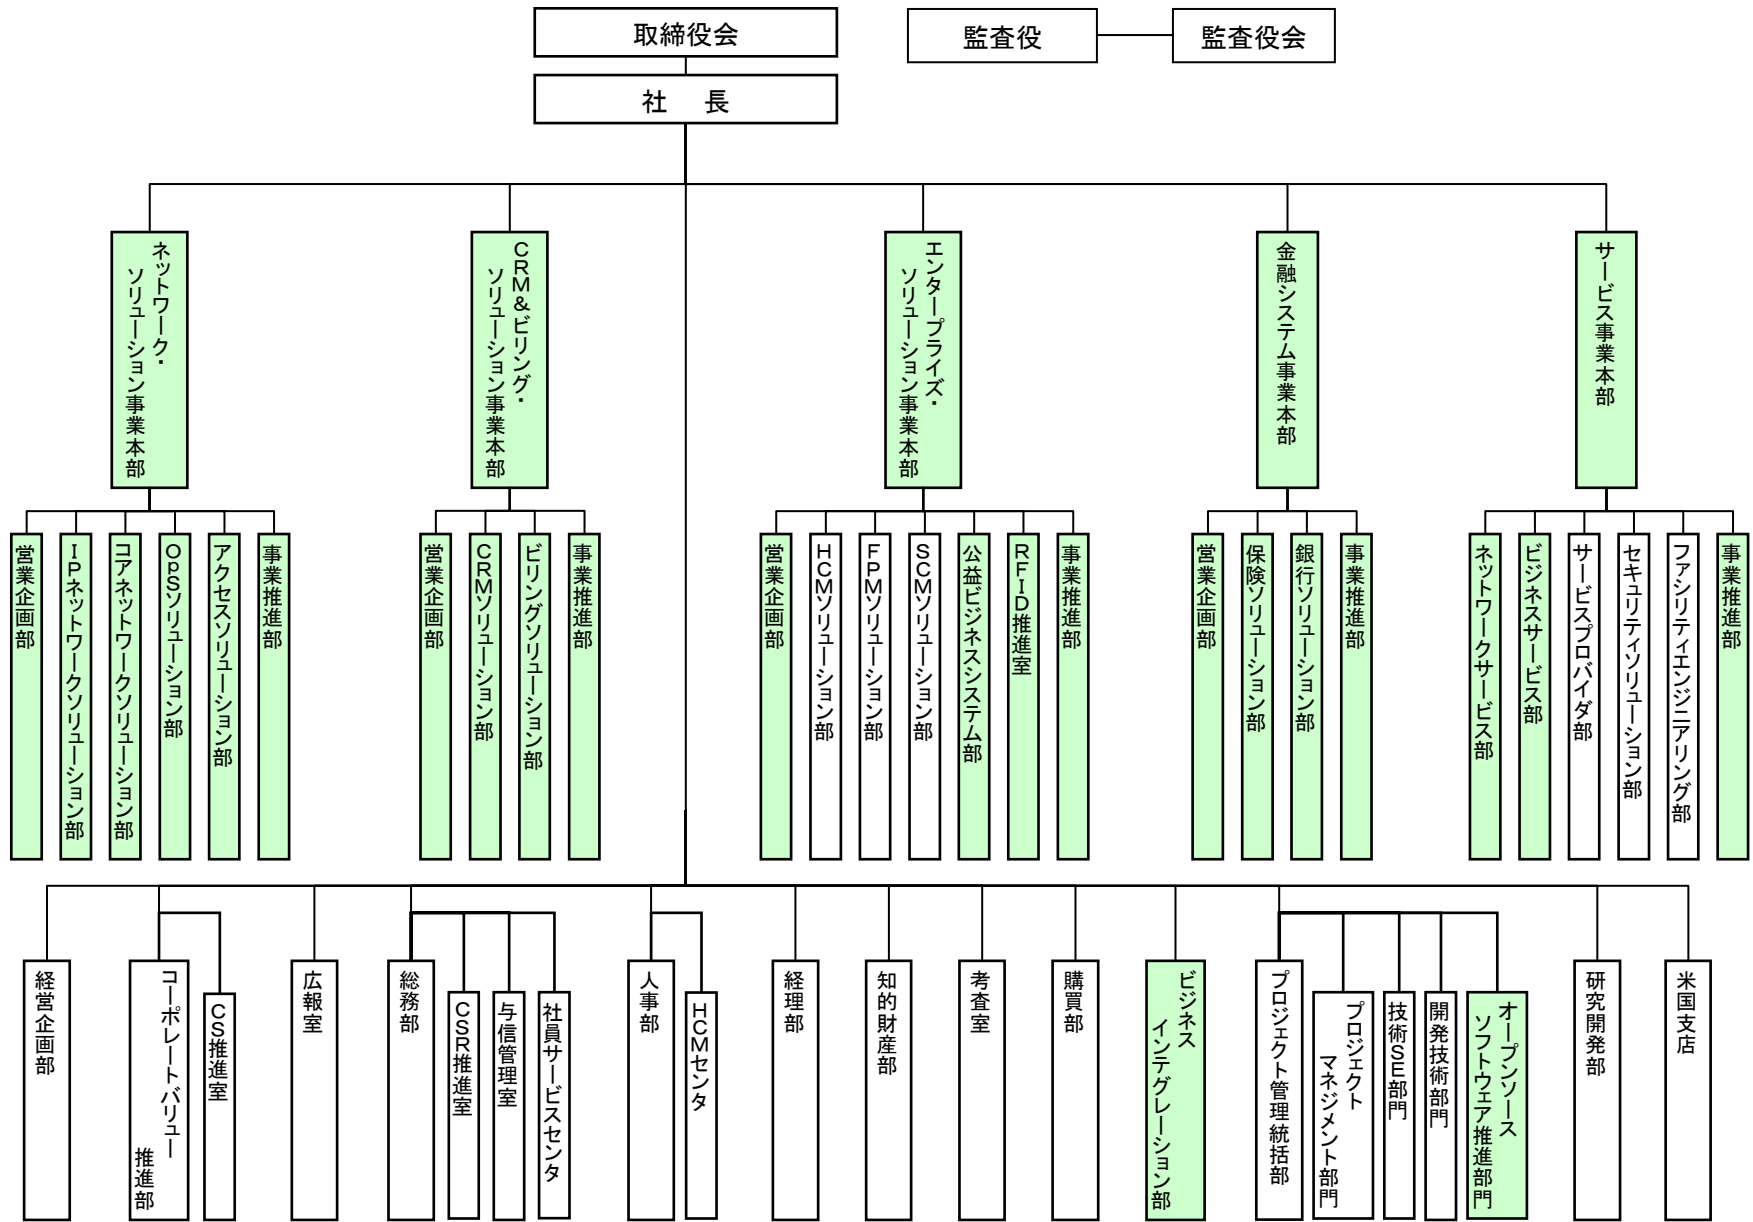 取締役会
監査役
監査役会
社 長
ネットワーク・
ソリューション事業本部
CRM&ビリング・
ソリューション事業本部
エンタープライズ・
ソリューション事業本部
金融システム事業本部
サービス事業本部
営業企画部
IPネットワークソリューション部
コアネットワークソリューション部
OpSソリューション部
アクセスソリューション部
事業推進部
営業企画部
CRMソリューション部
ビリングソリューション部
事業推進部
営業企画部
HCMソリューション部
FPMソリューション部
SCMソリューション部
公益ビジネスシステム部
RFID推進室
事業推進部
営業企画部
保険ソリューション部
銀行ソリューション部
事業推進部
ネットワークサービス部
ビジネスサービス部
サービスプロバイダ部
セキュリティソリューション部
ファシリティエンジニアリング部
事業推進部
経営企画部
コーポレートバリュー
推進部
CS推進室
広報室
総務部
CSR推進室
与信管理室
社員サービスセンタ
人事部
HCMセンタ
経理部
知的財産部
考査室
購買部
ビジネス
インテグレーション部
プロジェクト管理統括部
プロジェクト
マネジメント部門
技術SE部門
開発技術部門
オープンソース
ソフトウェア推進部門
研究開発部
米国支店